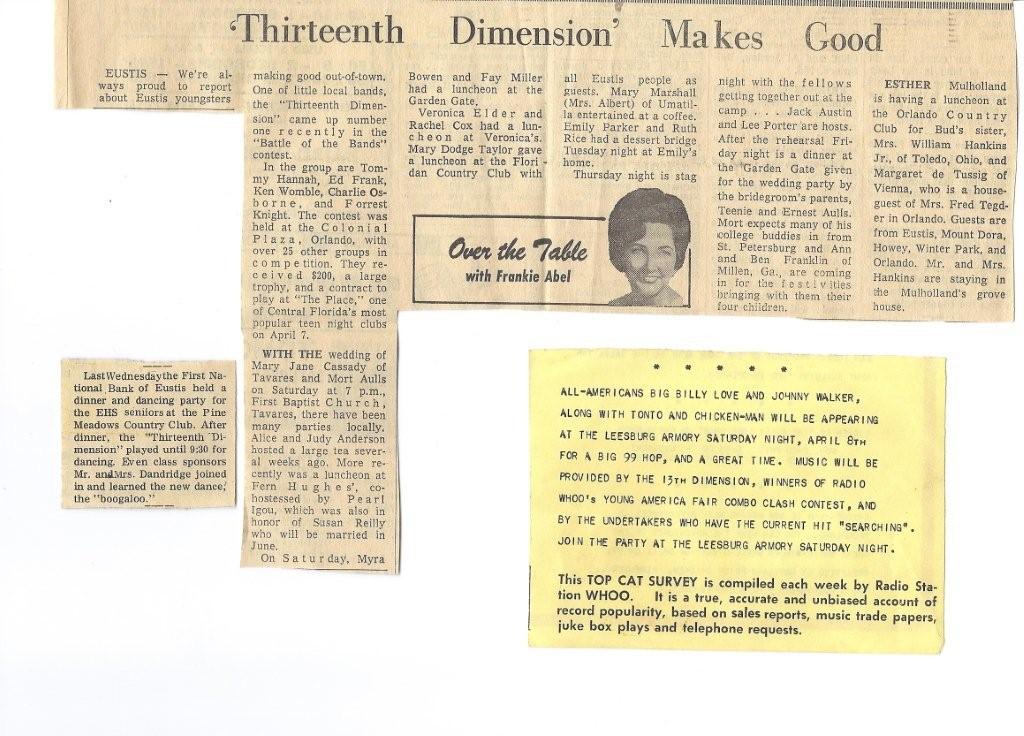 'Thirteenth Dimension' Makes Good
EUSTIS — We're al-
ways proud to report
about Eustis youngsters
making good out-of-town.
One of little local bands,
the "Thirteenth Dimen-
sion" came up number
one recently in the
"Battle of the Bands"
contest.
In the group are Tom-
my Hannah, Ed Frank,
Ken Womble, Charlie Os-
borne, and Forrest
Knight. The contest was
held at the Colonial
Plaza, Orlando, with
over 25 other groups in
competition. They re-
ceived $200, a large
trophy, and a contract to
play at "The Place," one
of Central Florida's most
popular teen night clubs
on April 7.
WITH THE wedding of
Mary Jane Cassady of
Tavares and Mort Aulls
on Saturday at 7 p.m.,
First Baptist Church,
Tavares, there have been
many parties locally.
Alice and Judy Anderson
hosted a large tea sever-
al weeks ago. More re-
cently was a luncheon at
Fern Hughes', co-
hostessed by Pearl
Igou, which was also in
honor of Susan Reilly
who will be married in
June.
On Saturday, Myra
Bowen and Fay Miller
had a luncheon at the
Garden Gate.
Veronica Elder and
Rachel Cox had a lun-
cheon at Veronica's.
Mary Dodge Taylor gave
a luncheon at the Flori-
dan Country Club with
all Eustis people as
guests. Mary Marshall
(Mrs. Albert) of Umatil-
la entertained at a coffee.
Emily Parker and Ruth
Rice had a dessert bridge
Tuesday night at Emily's
home.
Thursday night is stag
Over the Table
with Frankie Abel
night with the fellows
getting together out at the
camp . . . Jack Austin
and Lee Porter are hosts.
After the rehearsal Fri-
day night is a dinner at
the Garden Gate given
for the wedding party by
the bridegroom's parents,
Teenie and Ernest Aulls.
Mort expects many of his
college buddies in from
St. Petersburg and Ann
and Ben Franklin of
Millen, Ga., are coming
in for the festivities
bringing with them their
four children.
ESTHER Mulholland
is having a luncheon at
the Orlando Country
Club for Bud's sister,
Mrs. William Hankins
Jr., of Toledo, Ohio, and
Margaret de Tussig of
Vienna, who is a house-
guest of Mrs. Fred Tegd-
er in Orlando. Guests are
from Eustis, Mount Dora,
Howey, Winter Park, and
Orlando. Mr. and Mrs.
Hankins are staying in
the Mulholland's grove
house.
Last Wednesday the First Na-
tional Bank of Eustis held a
dinner and dancing party for
the EHS seniiors at the Pine
Meadows Country Club. After
dinner, the "Thirteenth Di-
mension" played until 9:30 for
dancing. Even class sponsors
Mr. and Mrs. Dandridge joined
in and learned the new dance,
the "boogaloo."
* * * * *
ALL-AMERICANS BIG BILLY LOVE AND JOHNNY WALKER,
ALONG WITH TONTO AND CHICKEN-MAN WILL BE APPEARING
AT THE LEESBURG ARMORY SATURDAY NIGHT, APRIL 8TH
FOR A BIG 99 HOP, AND A GREAT TIME. MUSIC WILL BE
PROVIDED BY THE 13TH DIMENSION, WINNERS OF RADIO
WHOO'S YOUNG AMERICA FAIR COMBO CLASH CONTEST, AND
BY THE UNDERTAKERS WHO HAVE THE CURRENT HIT "SEARCHING".
JOIN THE PARTY AT THE LEESBURG ARMORY SATURDAY NIGHT.
This TOP CAT SURVEY is compiled each week by Radio Sta-
tion WHOO. It is a true, accurate and unbiased account of
record popularity, based on sales reports, music trade papers,
juke box plays and telephone requests.